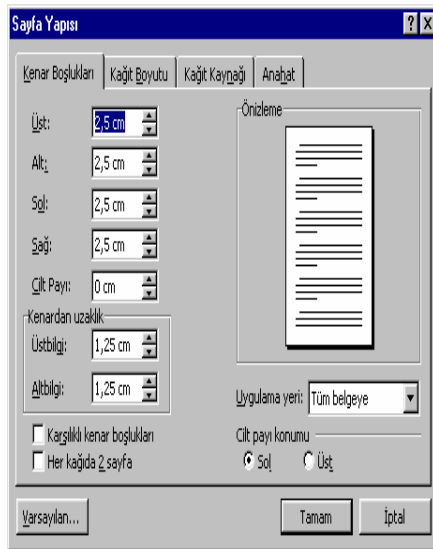 Sayfa Yapısı
Kenar Boşlukları Kağıt Boyutu Kağıt Kaynağı Anahat
Üst: 2,5 cm
Alt: 2,5 cm
Sol: 2,5 cm
Sağ: 2,5 cm
Cilt Payı: 0 cm
Kenardan uzaklık
Üstbilgi: 1,25 cm
Altbilgi: 1,25 cm
Karşılıklı kenar boşlukları
Her kağıda 2 sayfa
Önizleme
Uygulama yeri: Tüm belgeye
Cilt payı konumu
Sol Üst
Varsayılan... Tamam İptal